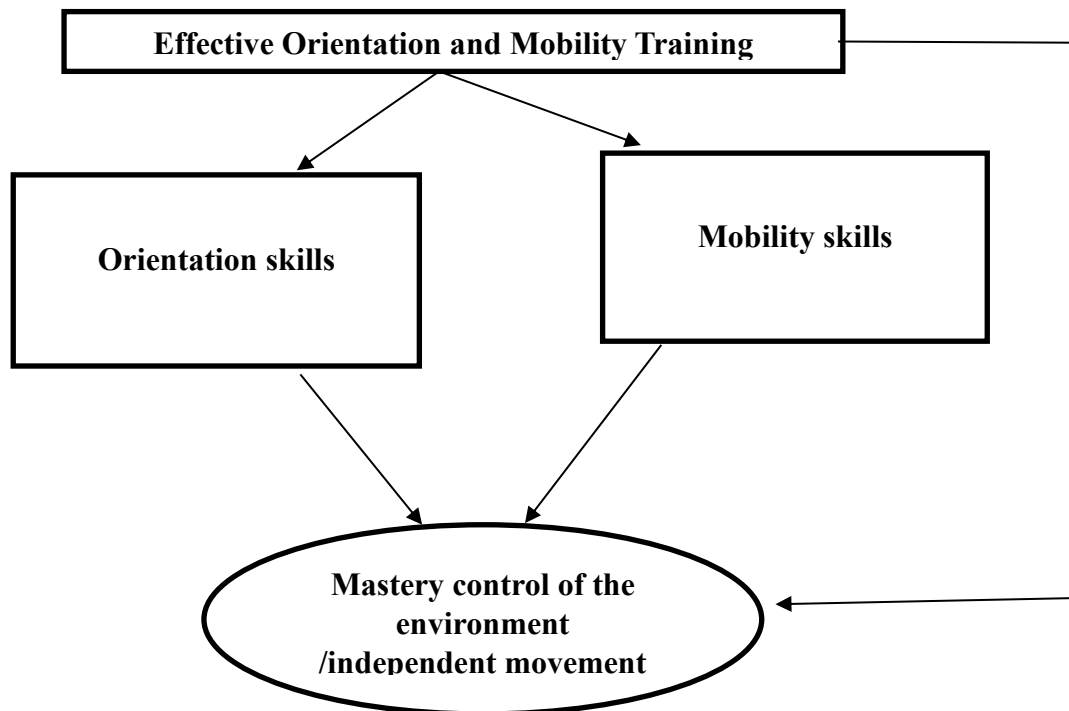 Effective Orientation and Mobility Training
Orientation skills
Mobility skills
Mastery control of the
environment
/independent movement